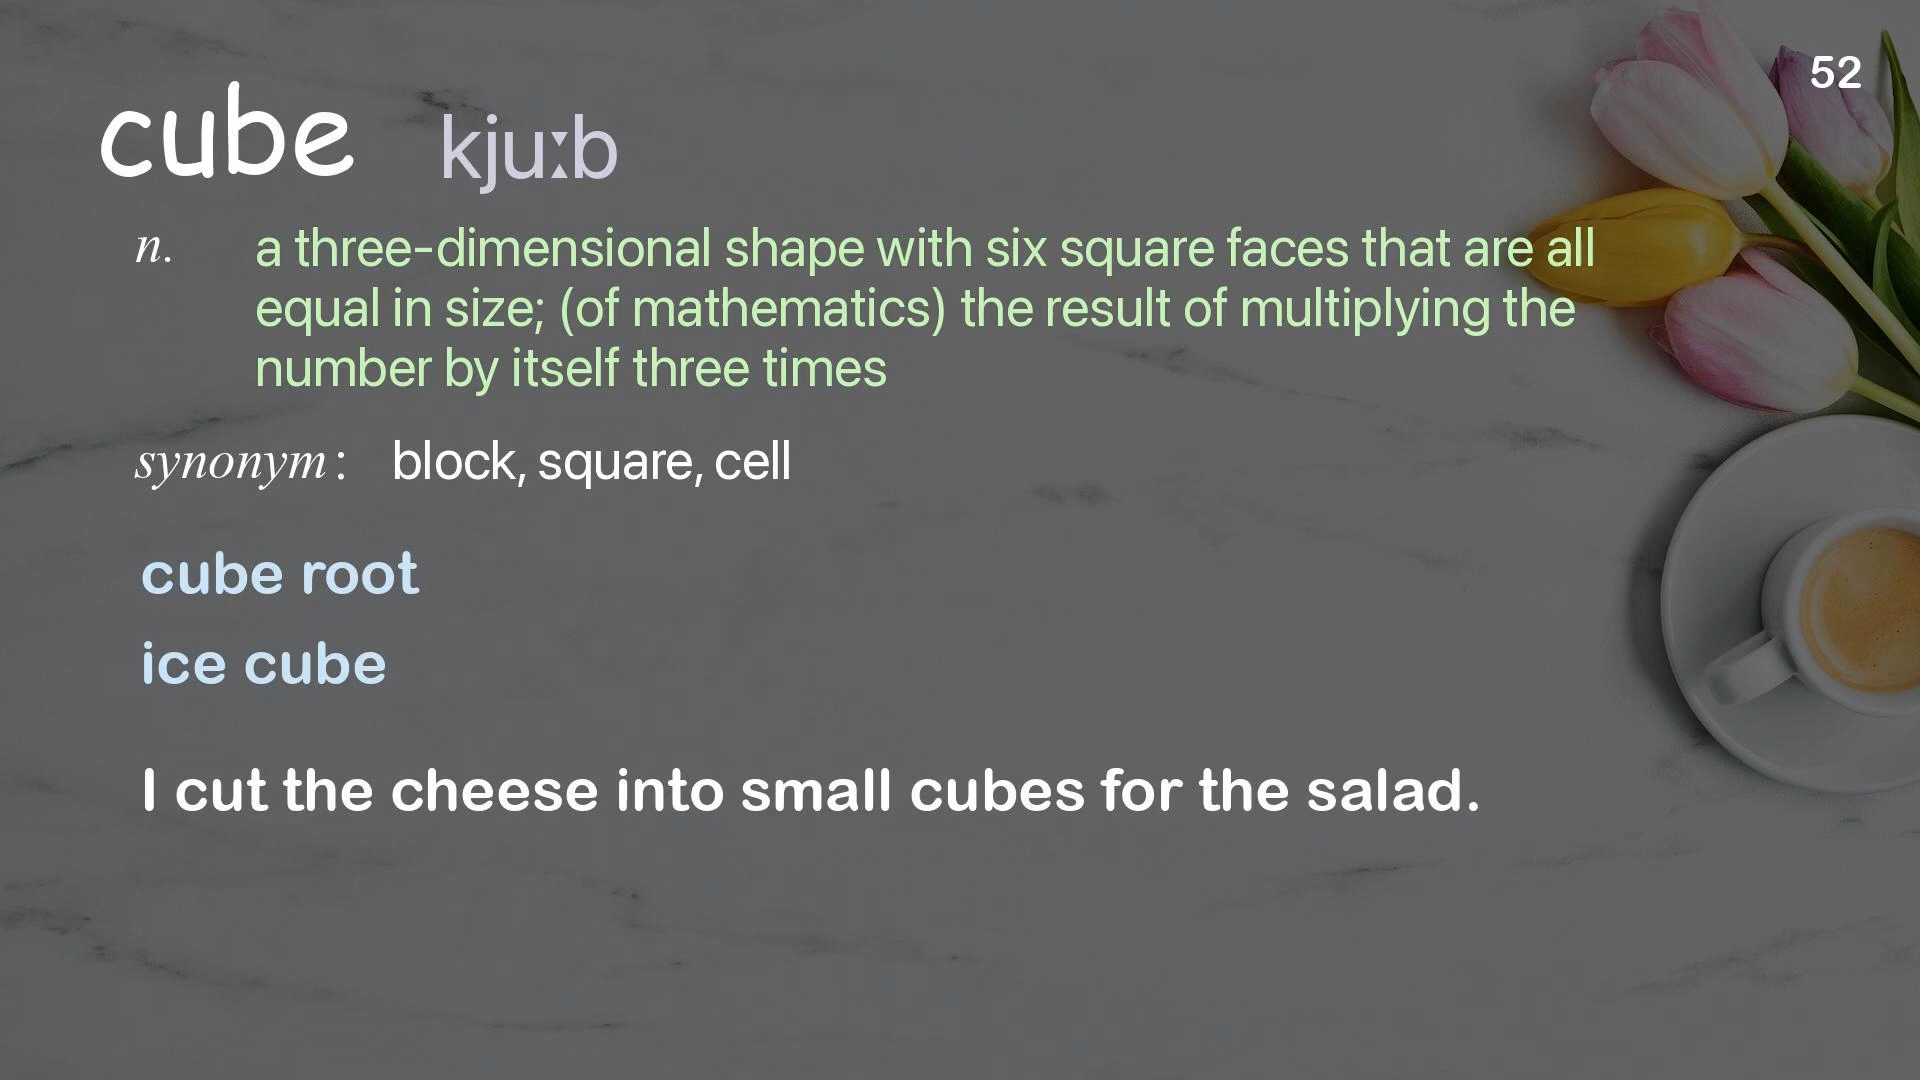 52
cube kjuːb
n. a three-dimensional shape with six square faces that are all
equal in size; (of mathematics) the result of multiplying the
number by itself three times
synonym: block, square, cell
cube root
ice cube
I cut the cheese into small cubes for the salad.